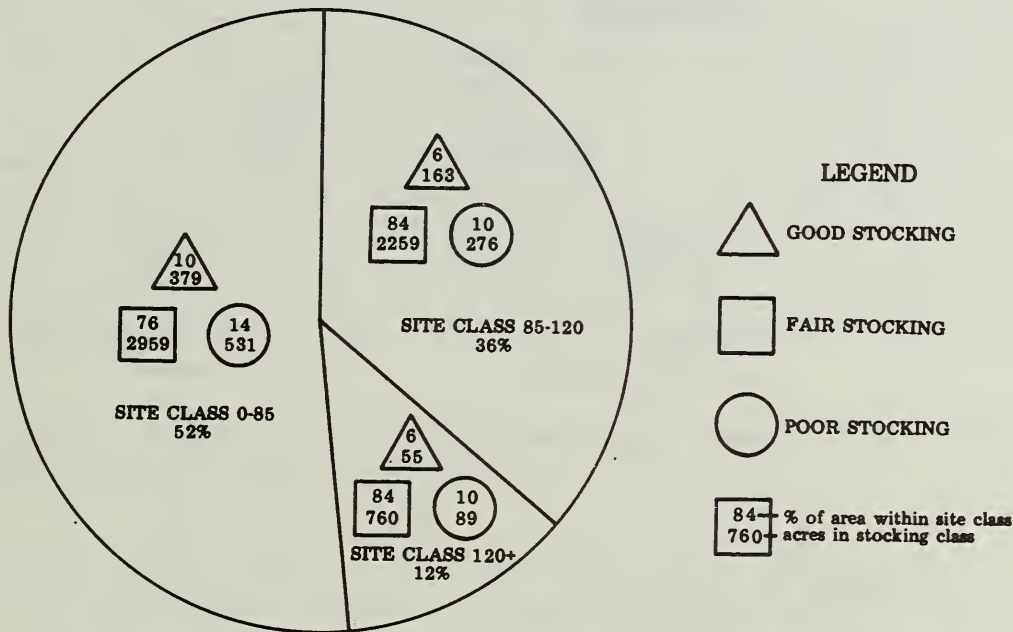 6
163
84
2259
10
276
SITE CLASS 85-120
36%
10
379
76
2959
14
531
SITE CLASS 0-85
52%
6
55
84
760
10
89
SITE CLASS 120+
12%
LEGEND
GOOD STOCKING
FAIR STOCKING
POOR STOCKING
84 % of area within site class
760 acres in stocking class